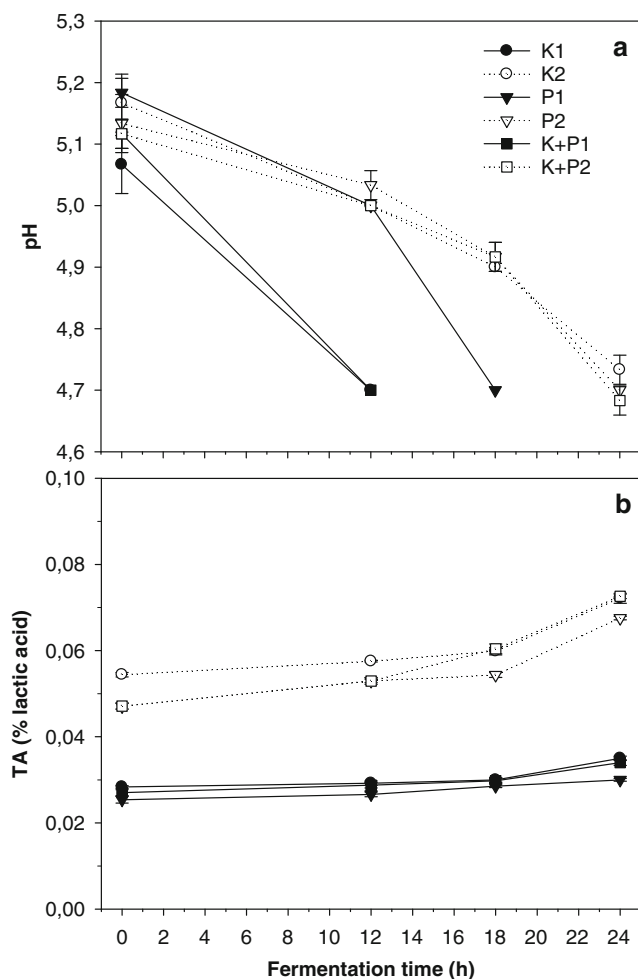 5,3
5,2
5,1
5,0
4,9
4,8
4,7
4,6
pH
a
K1
K2
P1
P2
K+P1
K+P2
0,10
0,08
0,06
0,04
0,02
0,00
TA (% lactic acid)
b
0 2 4 6 8 10 12 14 16 18 20 22 24
Fermentation time (h)